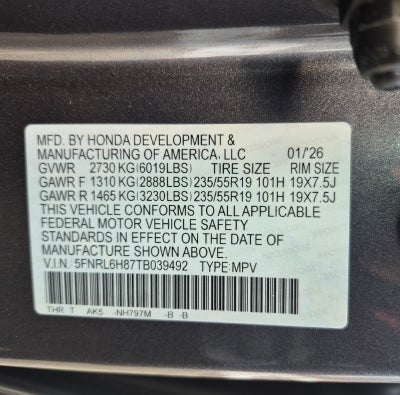 MFD. BY HONDA DEVELOPMENT &
MANUFACTURING OF AMERICA, LLC 01/'26
GVWR 2730 KG(6019LBS) TIRE SIZE RIM SIZE
GAWR F 1310 KG(2888LBS) 235/55R19 101H 19X7.5J
GAWR R 1465 KG(3230LBS) 235/55R19 101H 19X7.5J
THIS VEHICLE CONFORMS TO ALL APPLICABLE
FEDERAL MOTOR VEHICLE SAFETY
STANDARDS IN EFFECT ON THE DATE OF
MANUFACTURE SHOWN ABOVE.
V.I.N: 5FNRL6H87TB039492 TYPE:MPV
THR T AK5 -NH797M -B -B